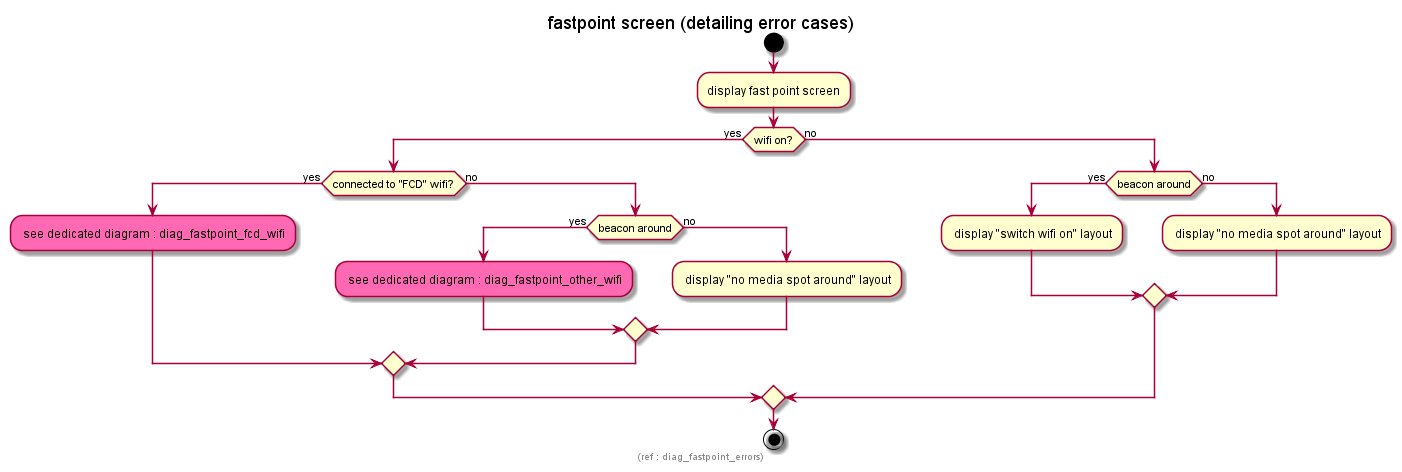 fastpoint screen (detailing error cases)
display fast point screen
yes
wifi on?
no
yes
connected to "FCD" wifi?
no
yes
beacon around
no
see dedicated diagram : diag_fastpoint_fcd_wifi
yes
beacon around
no
display "switch wifi on" layout
display "no media spot around" layout
see dedicated diagram : diag_fastpoint_other_wifi
display "no media spot around" layout
(ref : diag_fastpoint_errors)